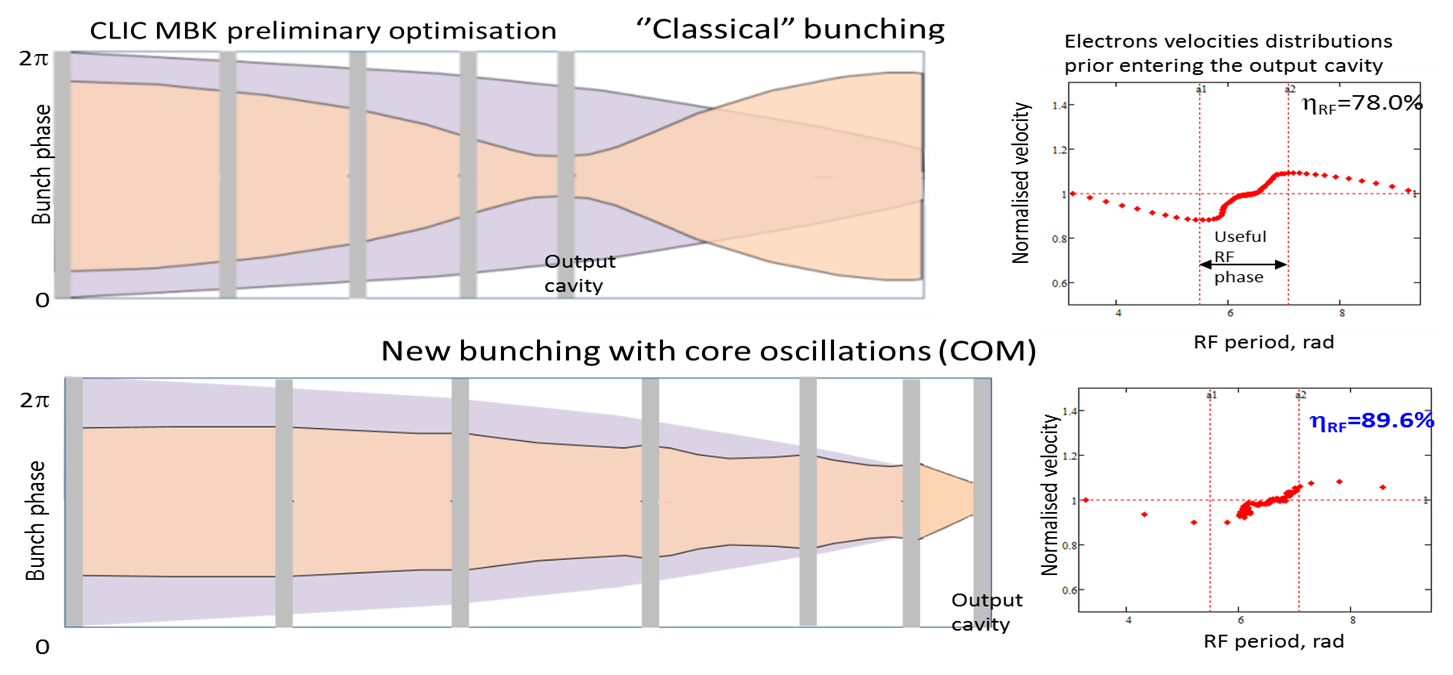 CLIC MBK preliminary optimisation
‘’Classical” bunching
2π
Bunch phase
0
Output
cavity
Electrons velocities distributions
prior entering the output cavity
a1
a2
ηRF=78.0%
Normalised velocity
1.4
1.2
1
0.8
0.6
1
Useful
RF
phase
4
6
8
RF period, rad
New bunching with core oscillations (COM)
2π
Bunch phase
0
Output
cavity
a1
a2
ηRF=89.6%
Normalised velocity
1.4
1.2
1
0.8
0.6
1
4
6
8
RF period, rad